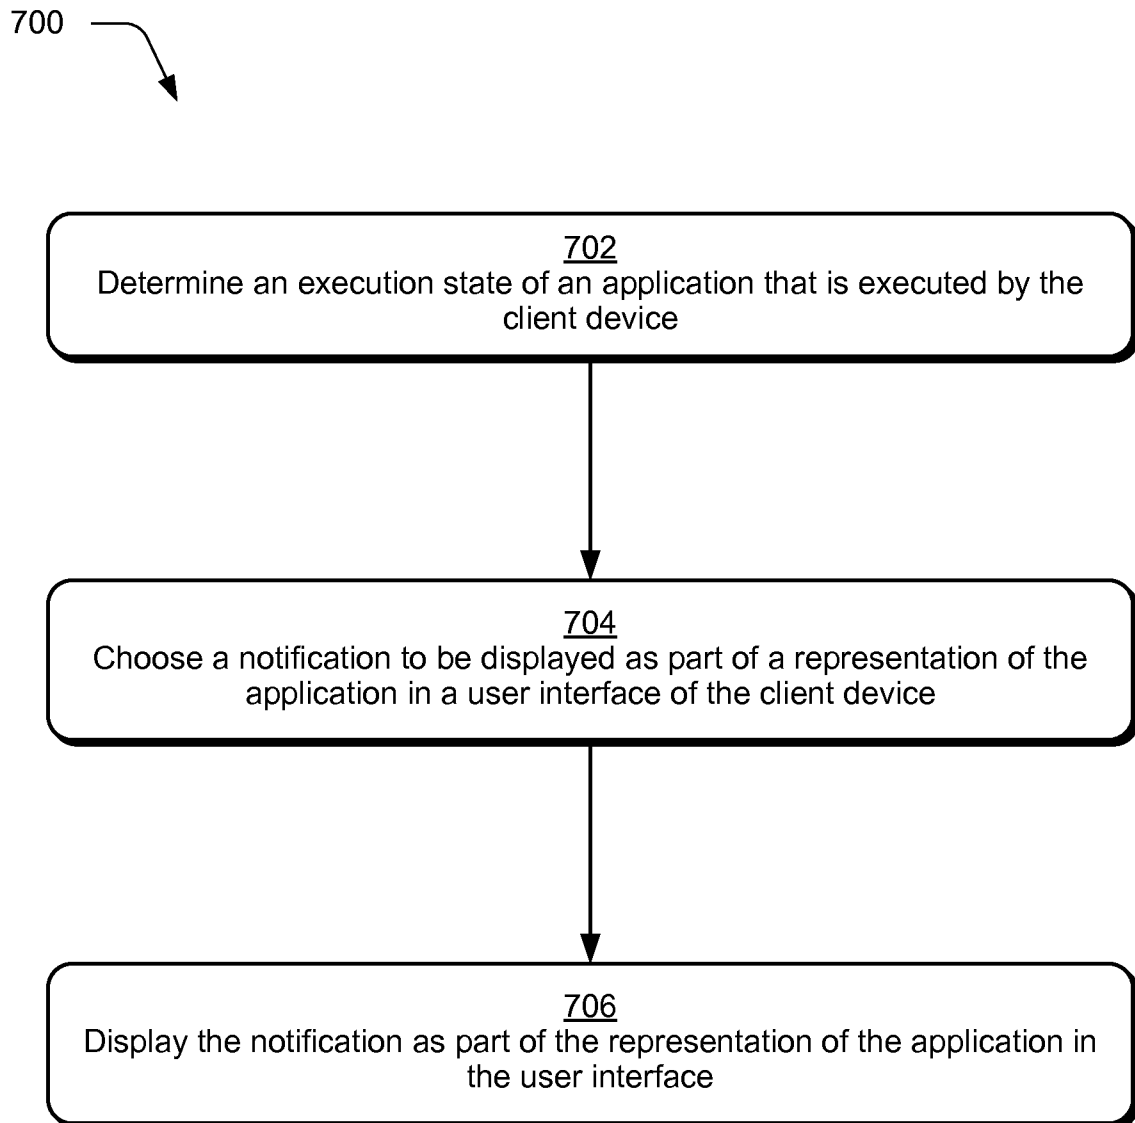 700
702
Determine an execution state of an application that is executed by the
client device
704
Choose a notification to be displayed as part of a representation of the
application in a user interface of the client device
706
Display the notification as part of the representation of the application in
the user interface